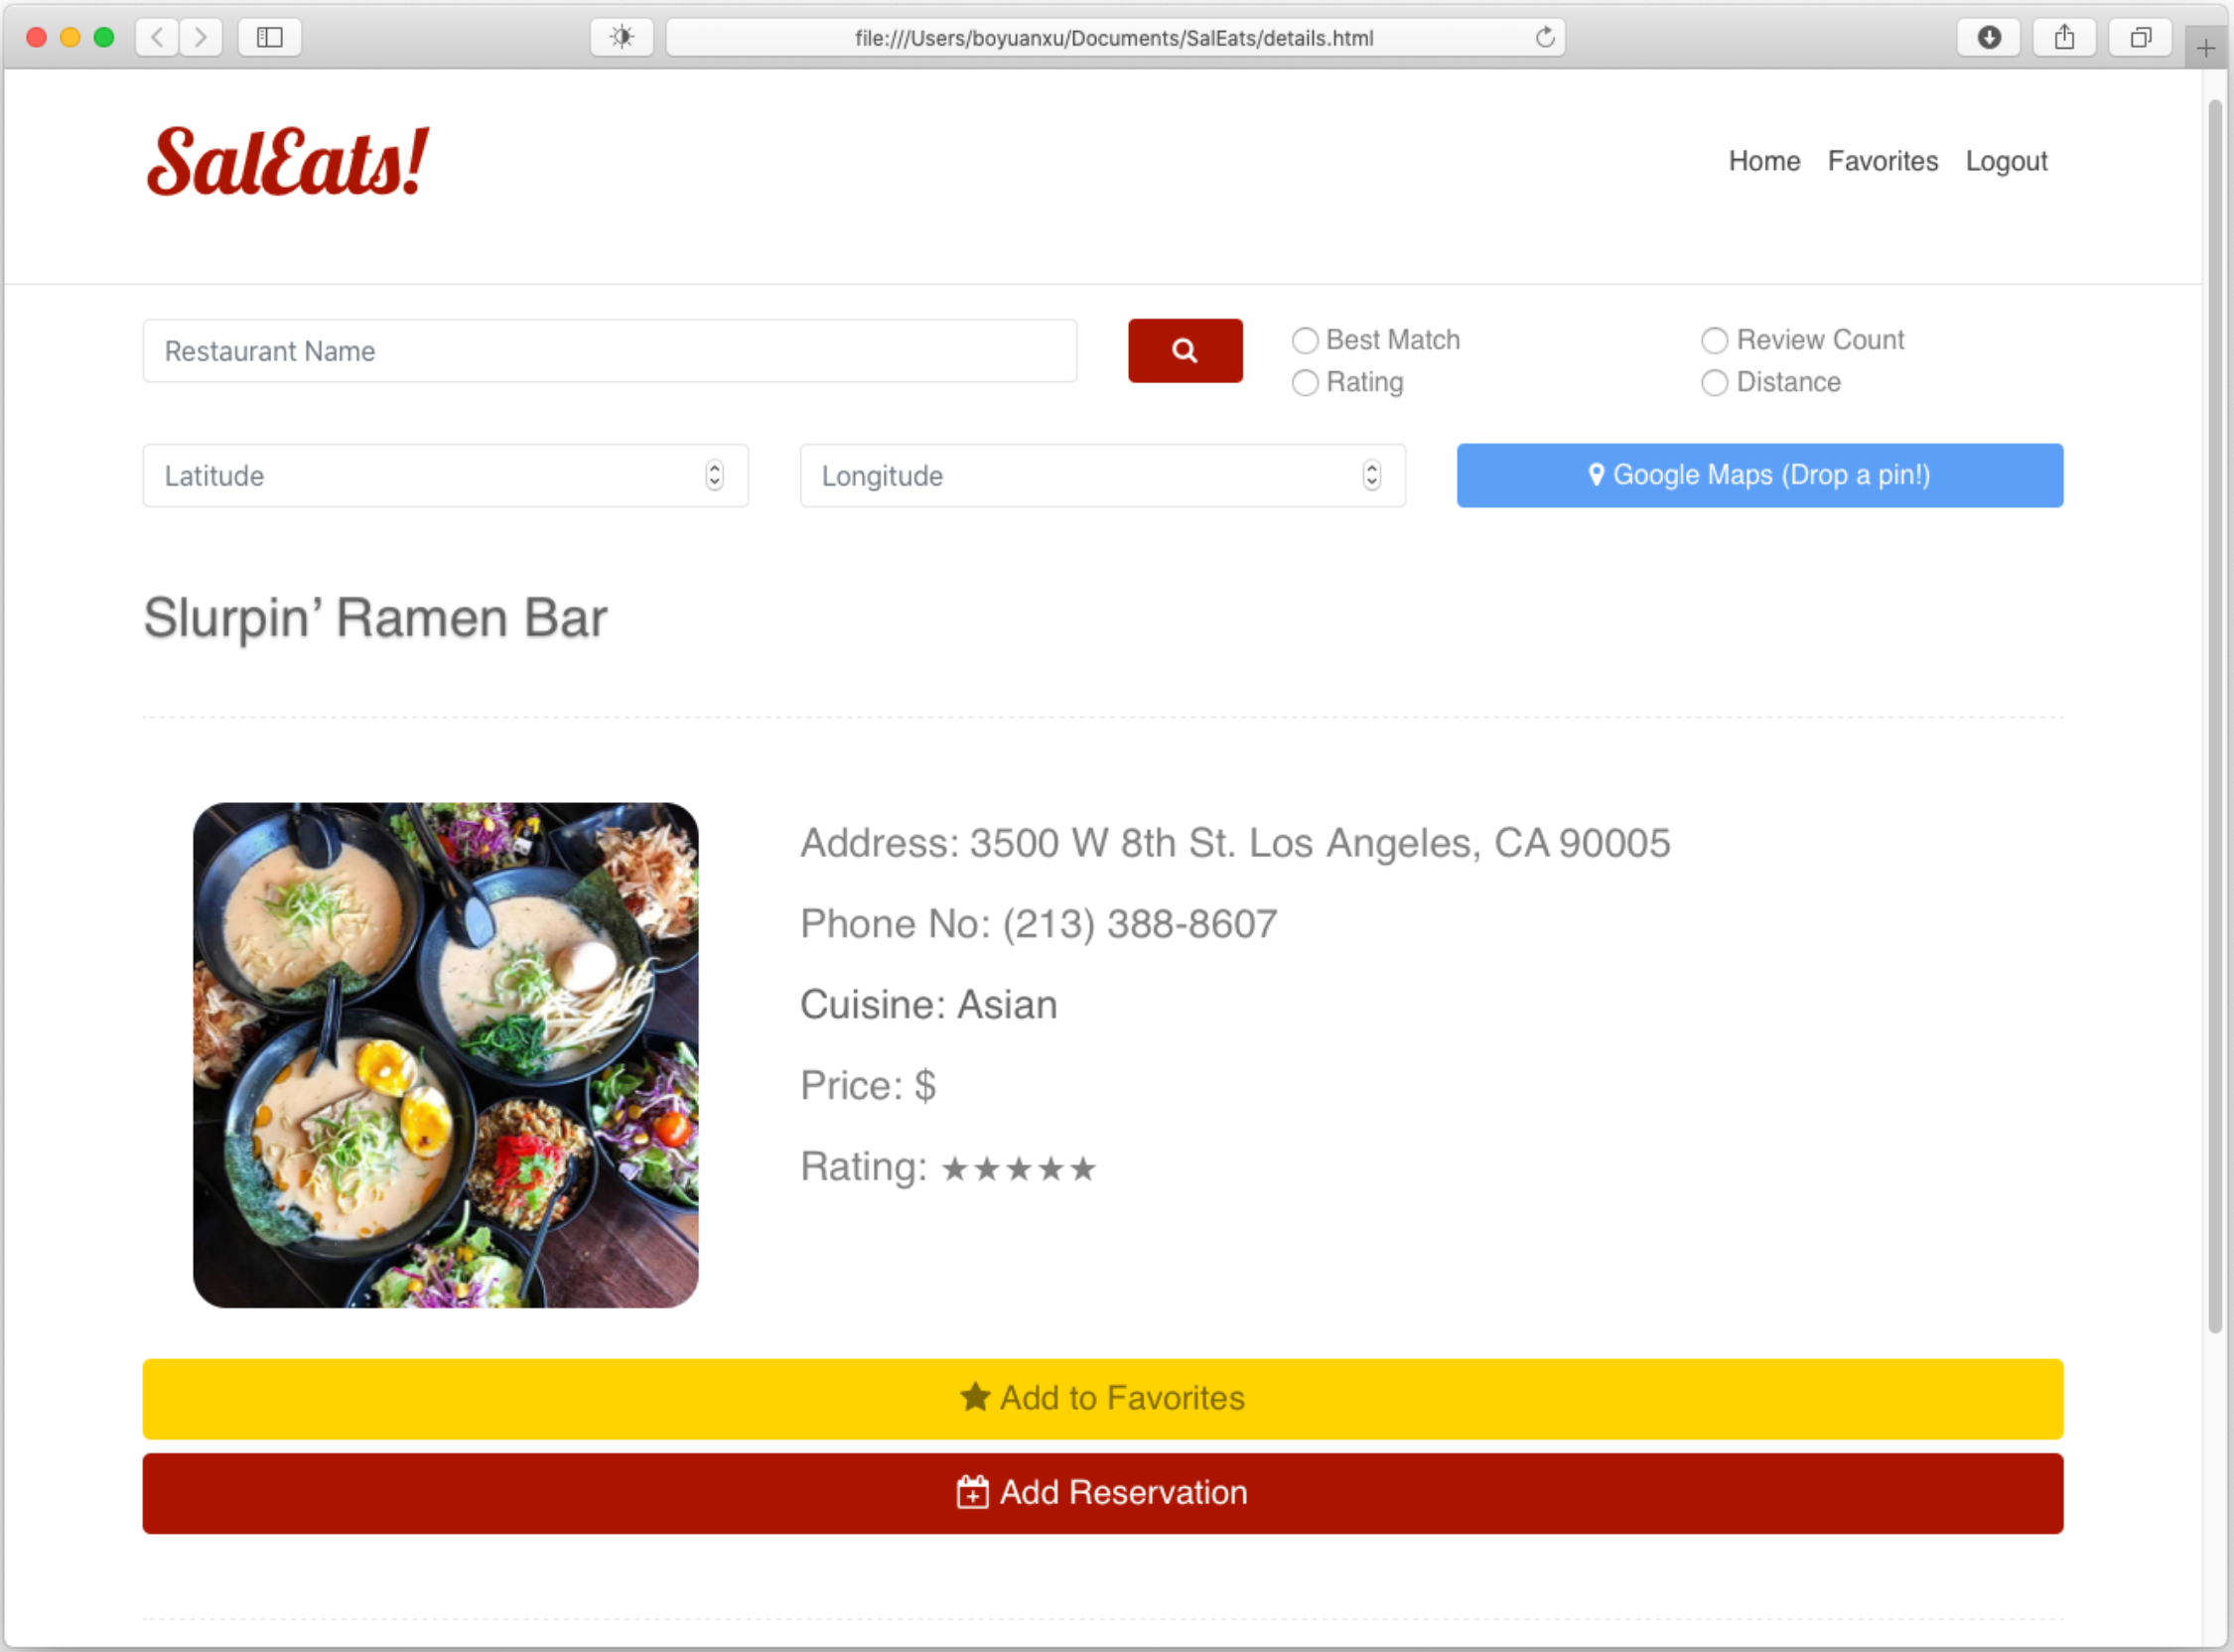 file:///Users/boyuanxu/Documents/SalEats/details.html
SalEats!
Home Favorites Logout
Restaurant Name
Best Match
Review Count
Rating
Distance
Latitude
Longitude
Google Maps (Drop a pin!)
Slurpin’ Ramen Bar
Address: 3500 W 8th St. Los Angeles, CA 90005
Phone No: (213) 388-8607
Cuisine: Asian
Price: $
Rating: ★★★★★
Add to Favorites
Add Reservation